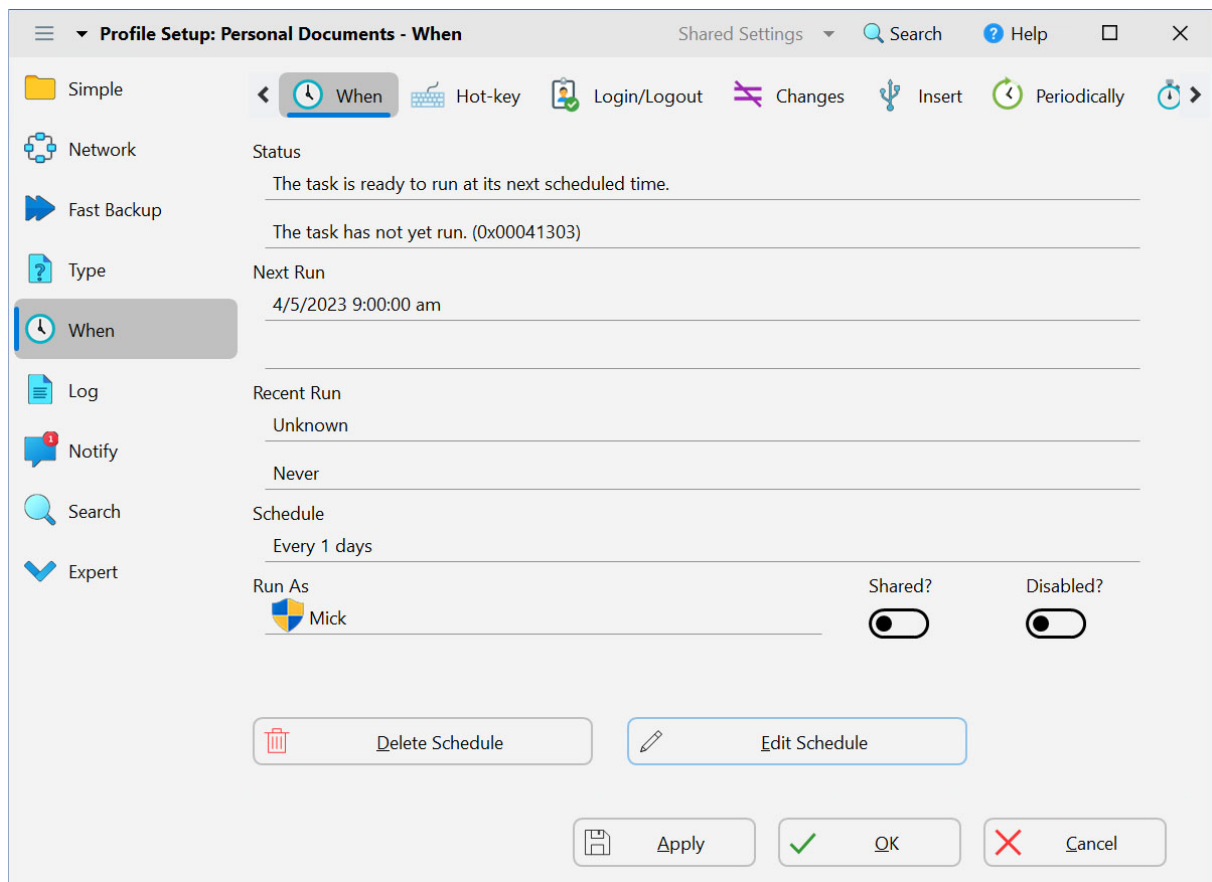 Profile Setup: Personal Documents - When
Shared Settings
Search
Help
Simple
Network
Fast Backup
Type
When
Log
Notify
1
Search
Expert
When
Hot-key
Login/Logout
Changes
Insert
Periodically
Status
The task is ready to run at its next scheduled time.
The task has not yet run. (0x00041303)
Next Run
4/5/2023 9:00:00 am
Recent Run
Unknown
Never
Schedule
Every 1 days
Run As
Shared?
Disabled?
Mick
Delete Schedule
Edit Schedule
Apply
OK
Cancel